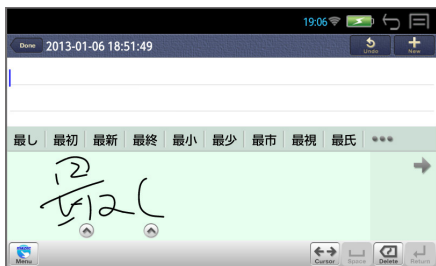 19:06
Done 2013-01-06 18:51:49 Undo New
最し 最初 最新 最終 最小 最少 最市 最視 最氏
Menu Cursor Space Delete Return